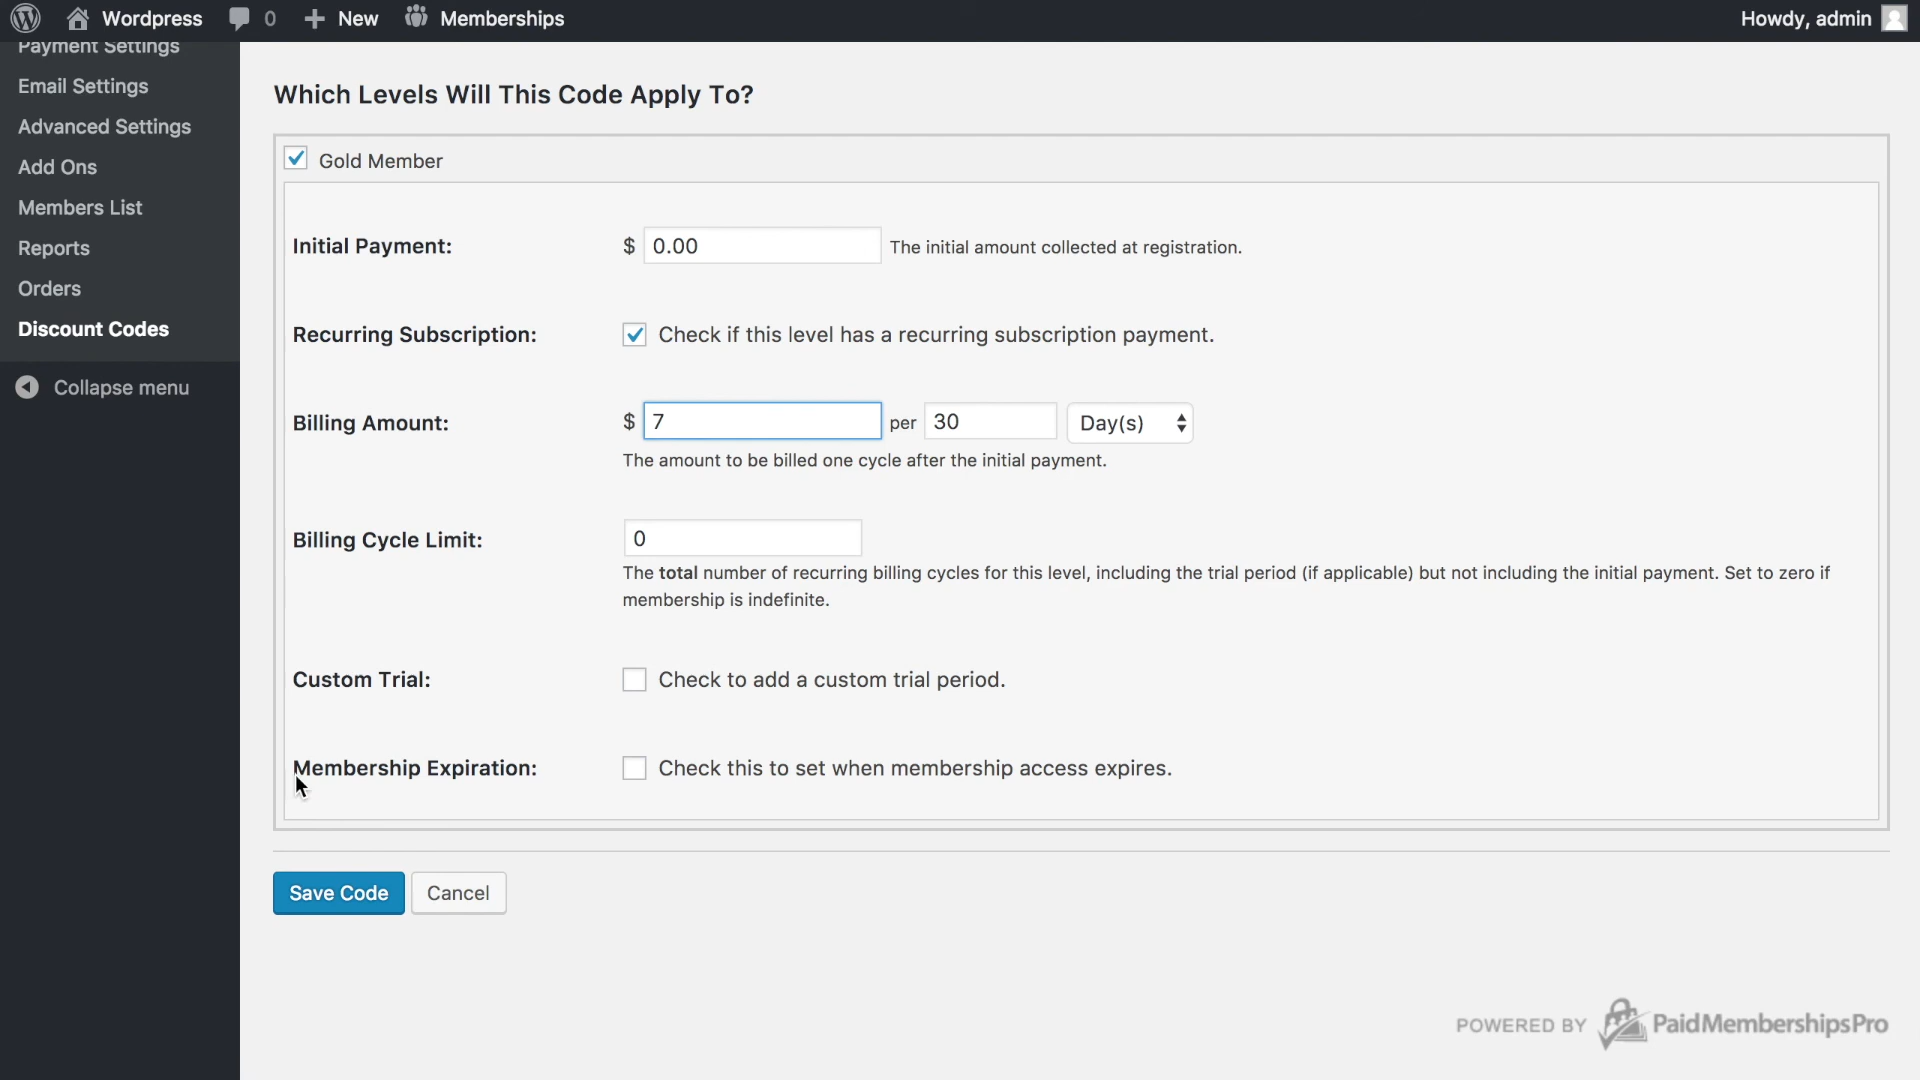 Wordpress
0
New
Memberships
Howdy, admin
Payment Settings
Email Settings
Advanced Settings
Add Ons
Members List
Reports
Orders
Discount Codes
Collapse menu
Which Levels Will This Code Apply To?
Gold Member
Initial Payment:
$ 0.00 The initial amount collected at registration.
Recurring Subscription:
Check if this level has a recurring subscription payment.
Billing Amount:
$ 7 per 30 Day(s)
The amount to be billed one cycle after the initial payment.
Billing Cycle Limit:
0
The total number of recurring billing cycles for this level, including the trial period (if applicable) but not including the initial payment. Set to zero if
membership is indefinite.
Custom Trial:
Check to add a custom trial period.
Membership Expiration:
Check this to set when membership access expires.
Save Code
Cancel
POWERED BY PaidMembershipsPro